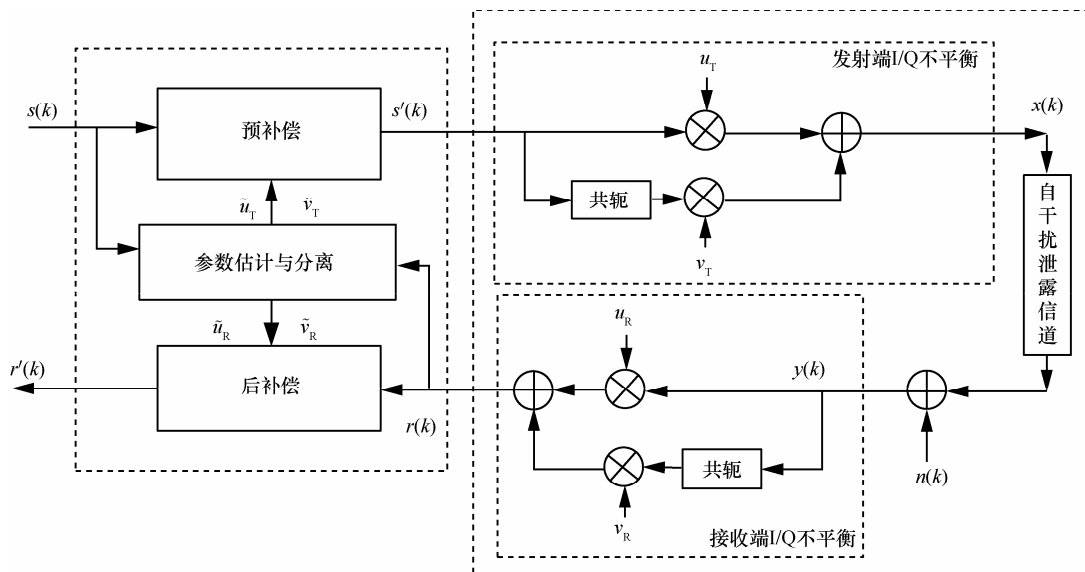 发射端I/Q不平衡
u_T
s(k)
预补偿
s′(k)
x(k)
共轭
ũ_T
ṽ_T
v_T
自干扰泄露信道
参数估计与分离
ũ_R
ṽ_R
u_R
r′(k)
后补偿
y(k)
r(k)
共轭
n(k)
v_R
接收端I/Q不平衡